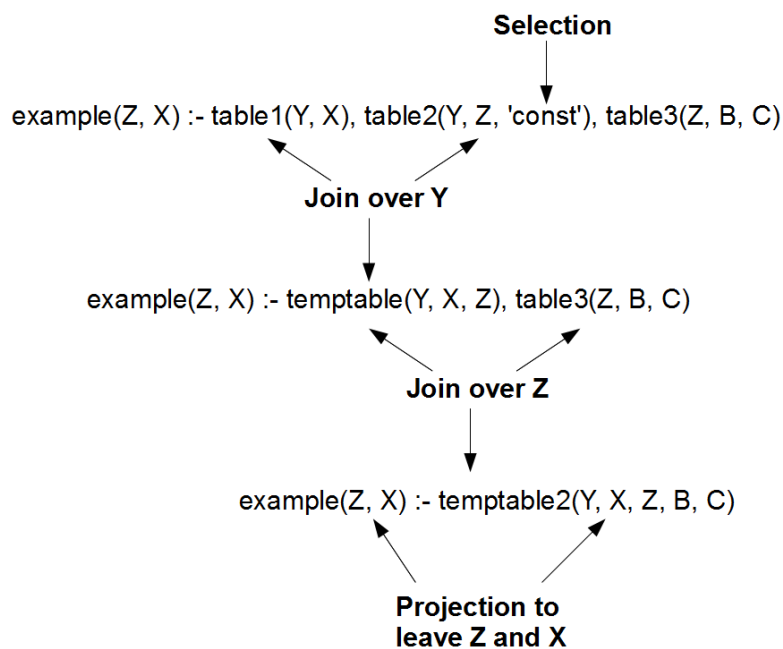 Selection
example(Z, X) :- table1(Y, X), table2(Y, Z, 'const'), table3(Z, B, C)
Join over Y
example(Z, X) :- temptable(Y, X, Z), table3(Z, B, C)
Join over Z
example(Z, X) :- temptable2(Y, X, Z, B, C)
Projection to
leave Z and X